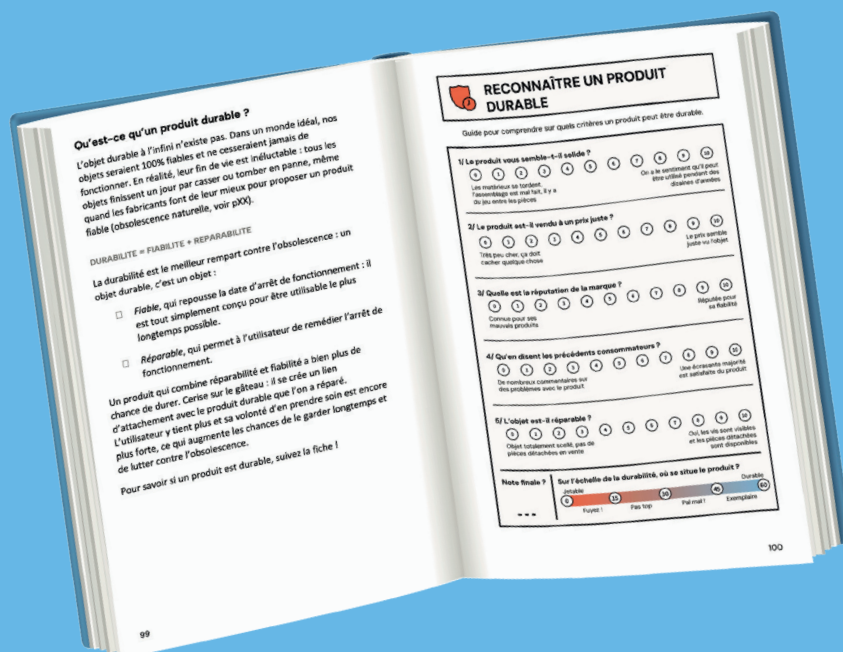 Qu'est-ce qu'un produit durable ?
L'objet durable à l'infini n'existe pas. Dans un monde idéal, nos
objets seraient 100% fiables et ne cesseraient jamais de
fonctionner. En réalité, leur fin de vie est inéluctable : tous les
objets finissent un jour par casser ou tomber en panne, même
quand les fabricants font de leur mieux pour proposer un produit
fiable (obsolescence naturelle, voir pXX).
DURABILITE = FIABILITE + REPARABILITE
La durabilité est le meilleur rempart contre l'obsolescence : un
objet durable, c'est un objet :
Fiable, qui repousse la date d'arrêt de fonctionnement : il
est tout simplement conçu pour être utilisable le plus
longtemps possible.
Réparable, qui permet à l'utilisateur de remédier l'arrêt de
fonctionnement.
Un produit qui combine réparabilité et fiabilité a bien plus de
chance de durer. Cerise sur le gâteau : il se crée un lien
d'attachement avec le produit durable que l'on a réparé.
L'utilisateur y tient plus et sa volonté d'en prendre soin est encore
plus forte, ce qui augmente les chances de le garder longtemps et
de lutter contre l'obsolescence.
Pour savoir si un produit est durable, suivez la fiche !
99
RECONNAÎTRE UN PRODUIT
DURABLE
Guide pour comprendre sur quels critères un produit peut être durable.
1/ Le produit vous semble-t-il solide ?
0 1 2 3 4 5 6 7 8 9 10
Les matériaux se tordent,
l'assemblage est mal fait, il y a
du jeu entre les pièces
On a le sentiment qu'il peut
être utilisé pendant des
dizaines d'années
2/ Le produit est-il vendu à un prix juste ?
0 1 2 3 4 5 6 7 8 9 10
Très peu cher, ça doit
cacher quelque chose
Le prix semble
juste vu l'objet
3/ Quelle est la réputation de la marque ?
0 1 2 3 4 5 6 7 8 9 10
Connue pour ses
mauvais produits
Réputée pour
sa fiabilité
4/ Qu'en disent les précédents consommateurs ?
0 1 2 3 4 5 6 7 8 9 10
De nombreux commentaires sur
des problèmes avec le produit
Une écrasante majorité
est satisfaite du produit
5/ L'objet est-il réparable ?
0 1 2 3 4 5 6 7 8 9 10
Objet totalement scellé, pas de
pièces détachées en vente
Oui, les vis sont visibles
et les pièces détachées
sont disponibles
Note finale ?
---
Sur l'échelle de la durabilité, où se situe le produit ?
Jetable Durable
0 15 30 45 60
Fuyez ! Pas top Pal mal ! Exemplaire
100